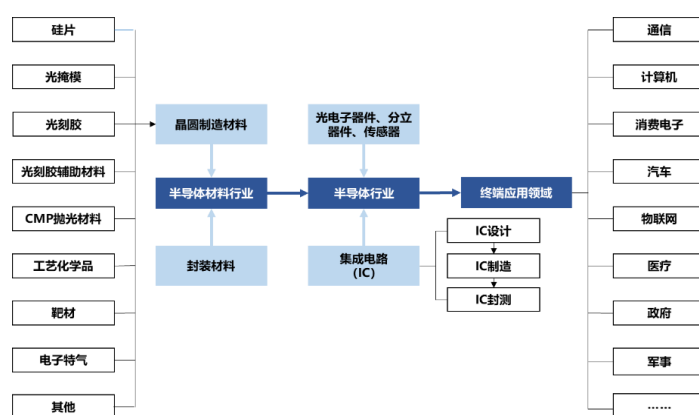 硅片
光掩模
光刻胶
光刻胶辅助材料
CMP抛光材料
工艺化学品
靶材
电子特气
其他
晶圆制造材料
半导体材料行业
封装材料
光电子器件、分立
器件、传感器
半导体行业
集成电路
（IC）
IC设计
IC制造
IC封测
终端应用领域
通信
计算机
消费电子
汽车
物联网
医疗
政府
军事
……